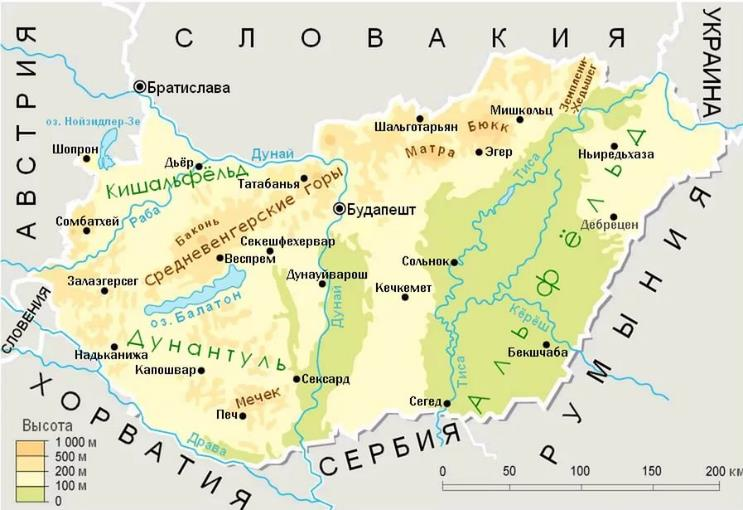 СЛОВАКИЯ
УКРАИНА
АВСТРИЯ
Братислава
оз. Нойзидлер-Зе
Шопрон
Дьёр
Дунай
Кишальфёльд
Татабанья
Шальготарьян
Мишкольц
Земплени-
-Хедьшег
Бюкк
Матра
Эгер
Тиса
Ньиредьхаза
Раба
Сомбатхей
Баконь
Средневенгерские горы
Будапешт
Дебрецен
Секешфехервар
Веспрем
Залаэгерсег
Дунауйварош
Сольнок
Кечкемет
Альфёльд
оз. Балатон
Дунай
Кёрёш
СЛОВЕНИЯ
Дунантуль
Надьканижа
Капошвар
Сексард
Мечек
Печ
Бекшчаба
Тиса
Сегед
РУМЫНИЯ
ХОРВАТИЯ
Драва
СЕРБИЯ
Высота
1 000 м
500 м
200 м
100 м
0
0 50 100 150 200 км